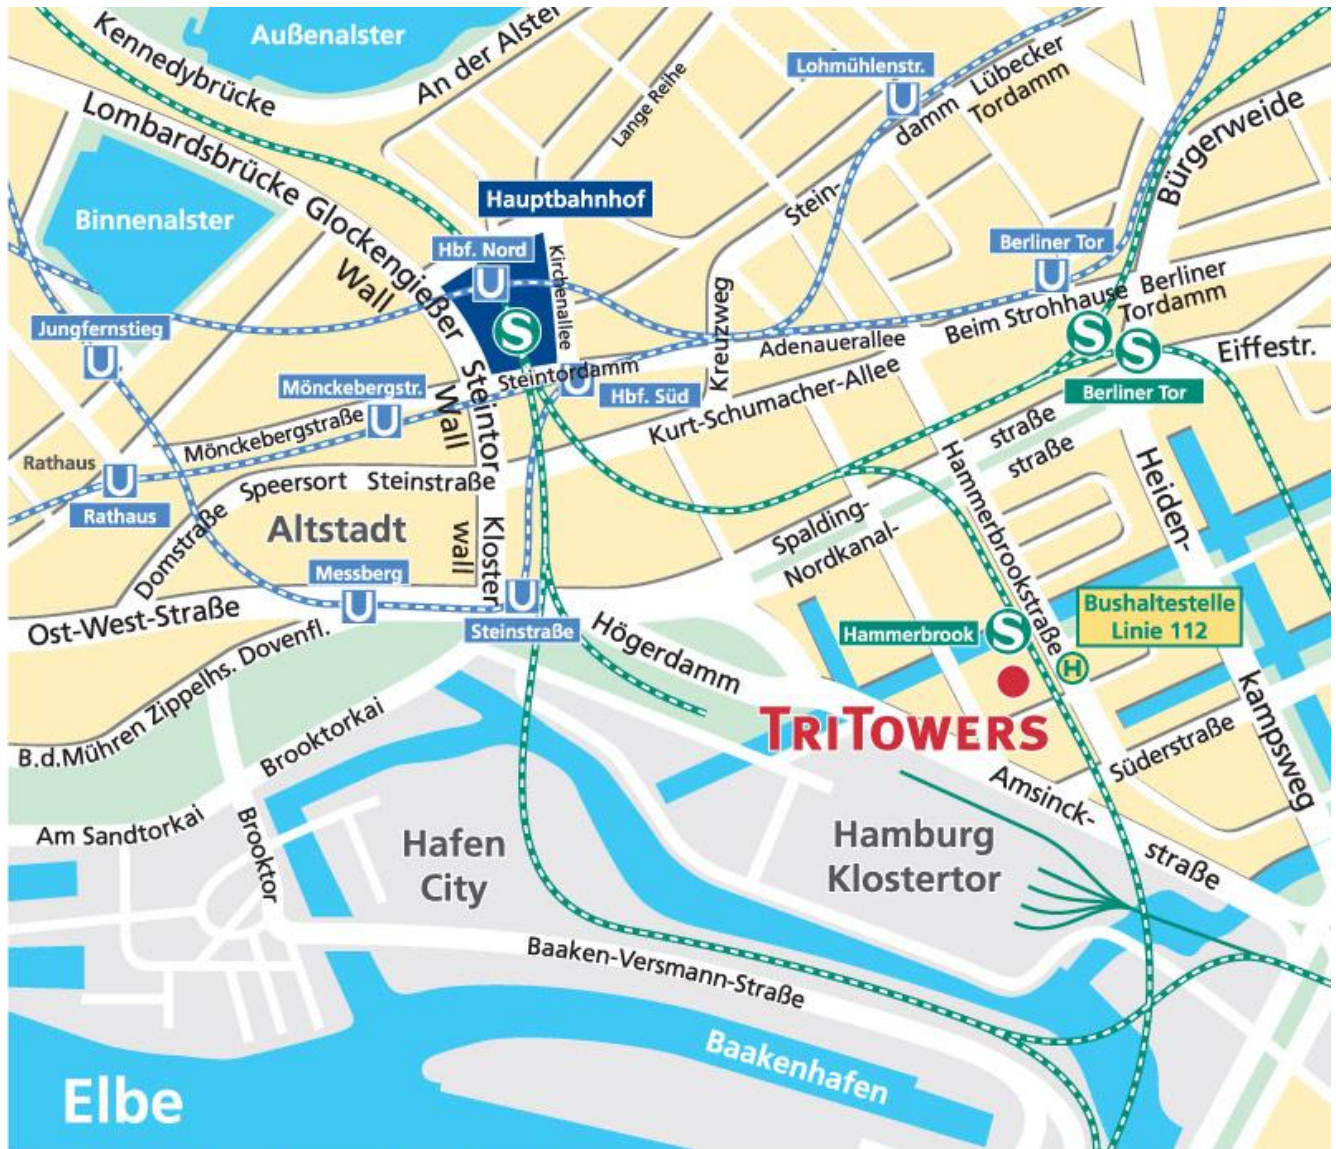 Kennedybrücke
Außenalster
An der Alster
Lombardsbrücke
Glockengießer
Wall
Binnenalster
Lange Reihe
Lohmühlenstr.
U
Lübecker
Tordamm
Stein-
damm
Bürgerweide
Hauptbahnhof
Hbf. Nord
U
Kirchenallee
S
Berliner Tor
U
Berliner
Tordamm
Beim Strohhause
S
S
Berliner Tor
Eiffestr.
Jungfernstieg
U
Mönckebergstr.
U
Steintor
Wall
Steintordamm
U
Hbf. Süd
Kreuzweg
Adenauerallee
Kurt-Schumacher-Allee
Mönckebergstraße
Rathaus
U
Rathaus
Speersort
Steinstraße
Domstraße
Altstadt
Kloster
wall
Messberg
U
U
Steinstraße
Ost-West-Straße
Högerdamm
Spalding-
straße
Nordkanal-
straße
Hammerbrookstraße
Heiden-
kampsweg
Bushaltestelle
Linie 112
Hammerbrook
S
H
TRITOWERS
Süderstraße
B.d.Mühren Zippelhs. Dovenfl.
Brooktorkai
Am Sandtorkai
Brooktor
Amsinck-
straße
Hafen
City
Hamburg
Klostertor
Baaken-Versmann-Straße
Baakenhafen
Elbe